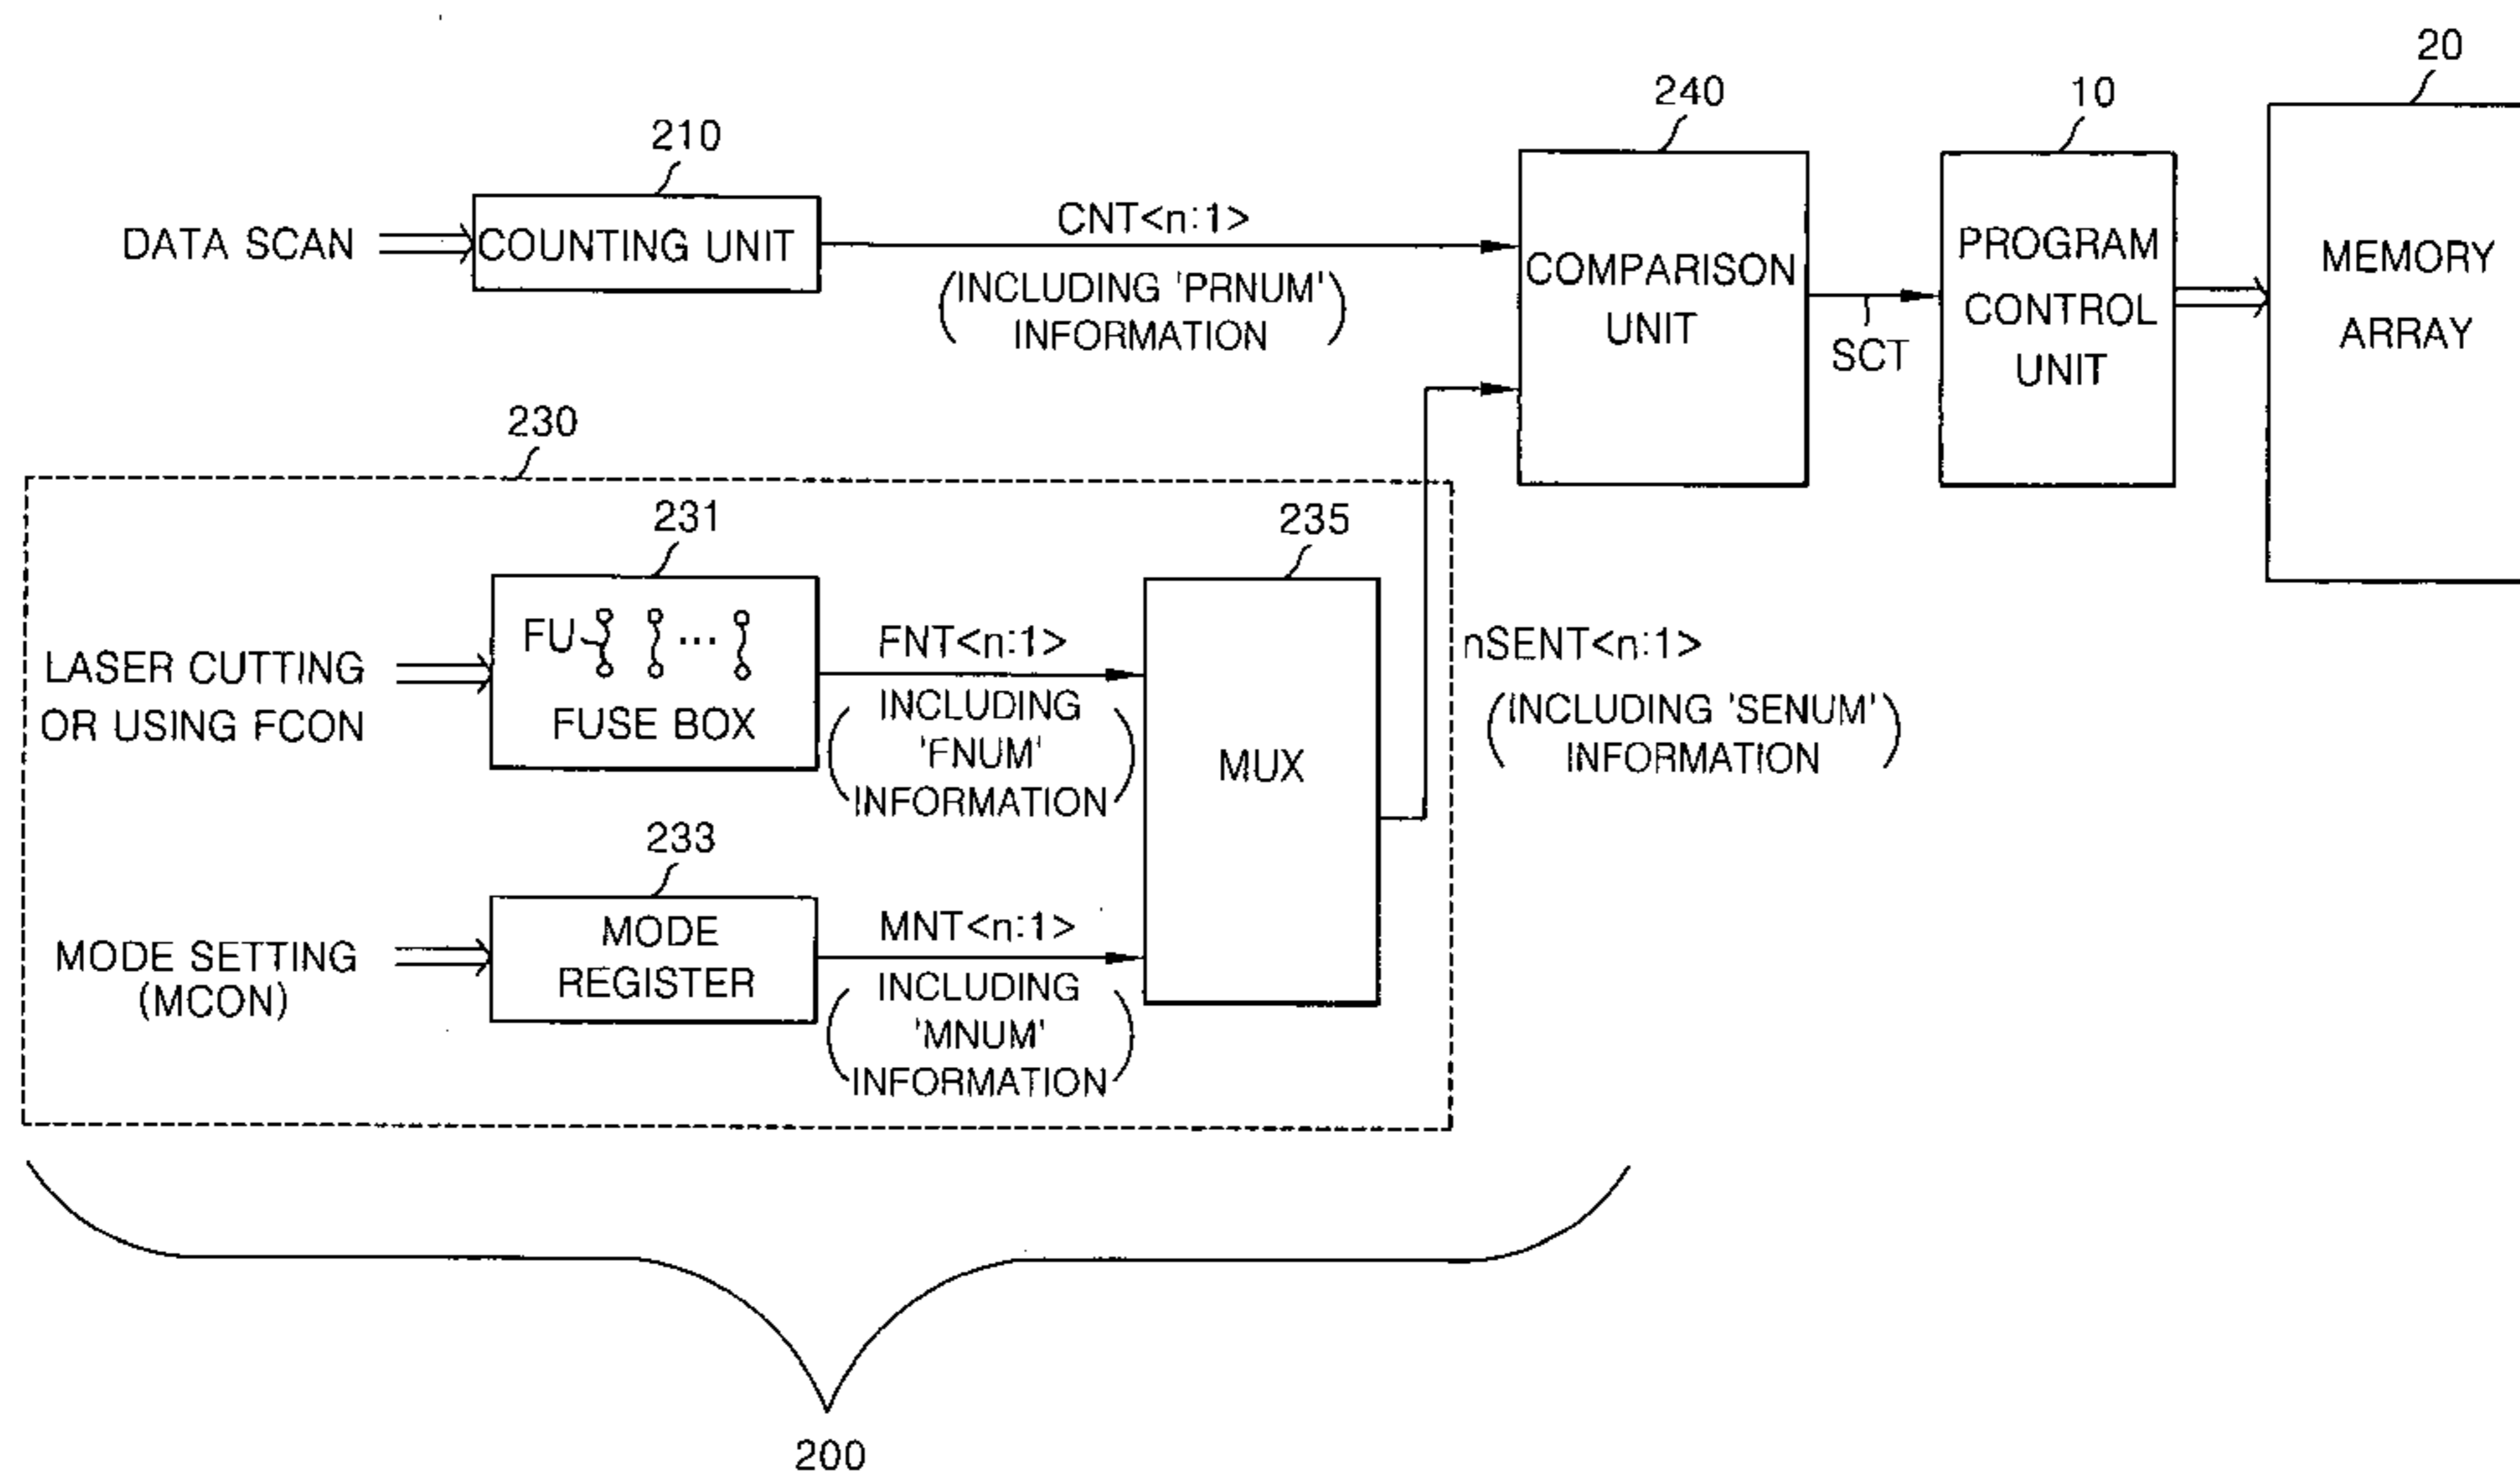 20
240
10
210
DATA SCAN
COUNTING UNIT
CNT<n:1>
(INCLUDING 'PRNUM'
INFORMATION)
COMPARISON
UNIT
SCT
PROGRAM
CONTROL
UNIT
MEMORY
ARRAY
230
231
235
LASER CUTTING
OR USING FCON
FU
...
FUSE BOX
FNT<n:1>
(INCLUDING
'FNUM'
INFORMATION)
MUX
nSENT<n:1>
(INCLUDING 'SENUM'
INFORMATION)
233
MODE SETTING
(MCON)
MODE
REGISTER
MNT<n:1>
(INCLUDING
'MNUM'
INFORMATION)
200